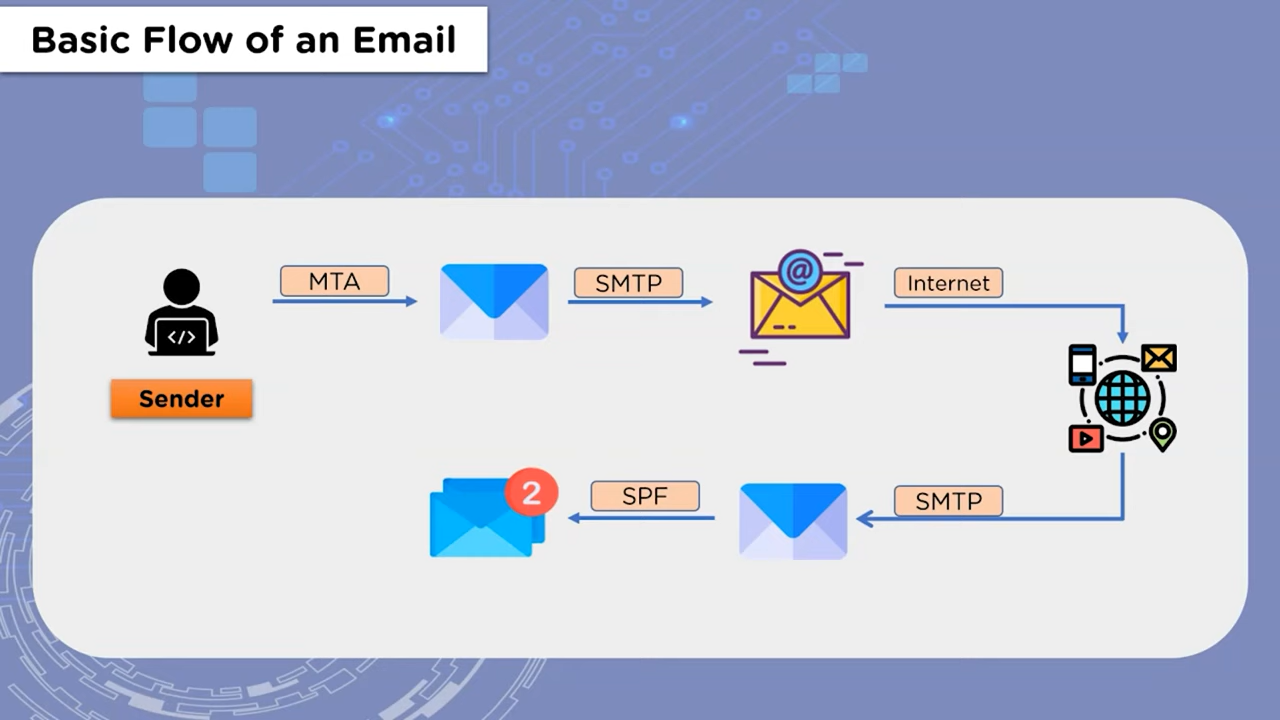 Basic Flow of an Email
MTA
SMTP
@
Internet
</>
Sender
2
SPF
SMTP